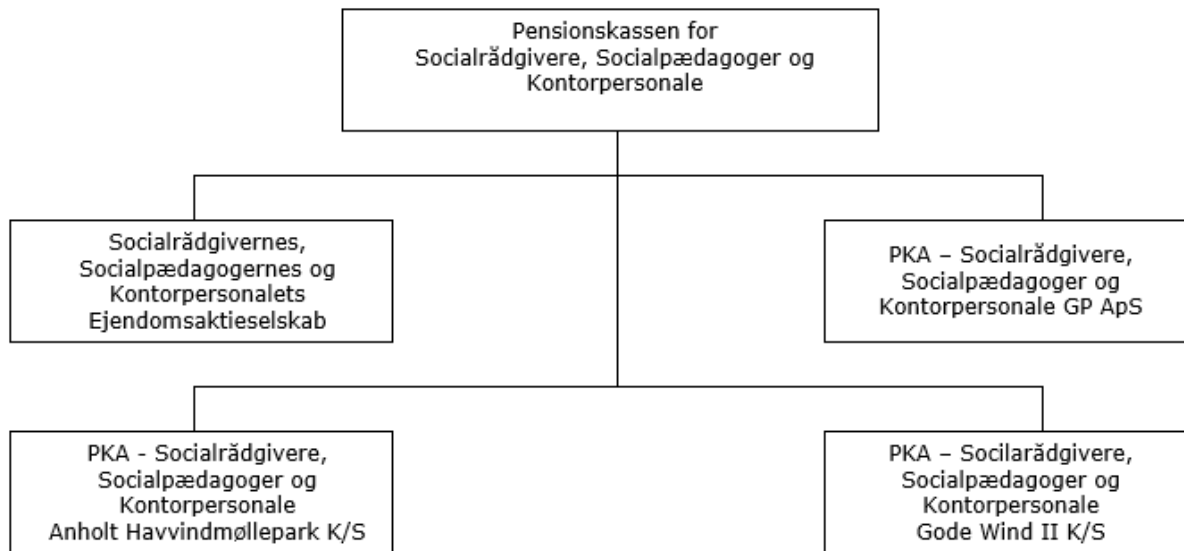 Pensionskassen for
Socialrådgivere, Socialpædagoger og
Kontorpersonale
Socialrådgivernes,
Socialpædagogernes og
Kontorpersonalets
Ejendomsaktieselskab
PKA – Socialrådgivere,
Socialpædagoger og
Kontorpersonale GP ApS
PKA - Socialrådgivere,
Socialpædagoger og
Kontorpersonale
Anholt Havvindmøllepark K/S
PKA – Socilarådgivere,
Socialpædagoger og
Kontorpersonale
Gode Wind II K/S